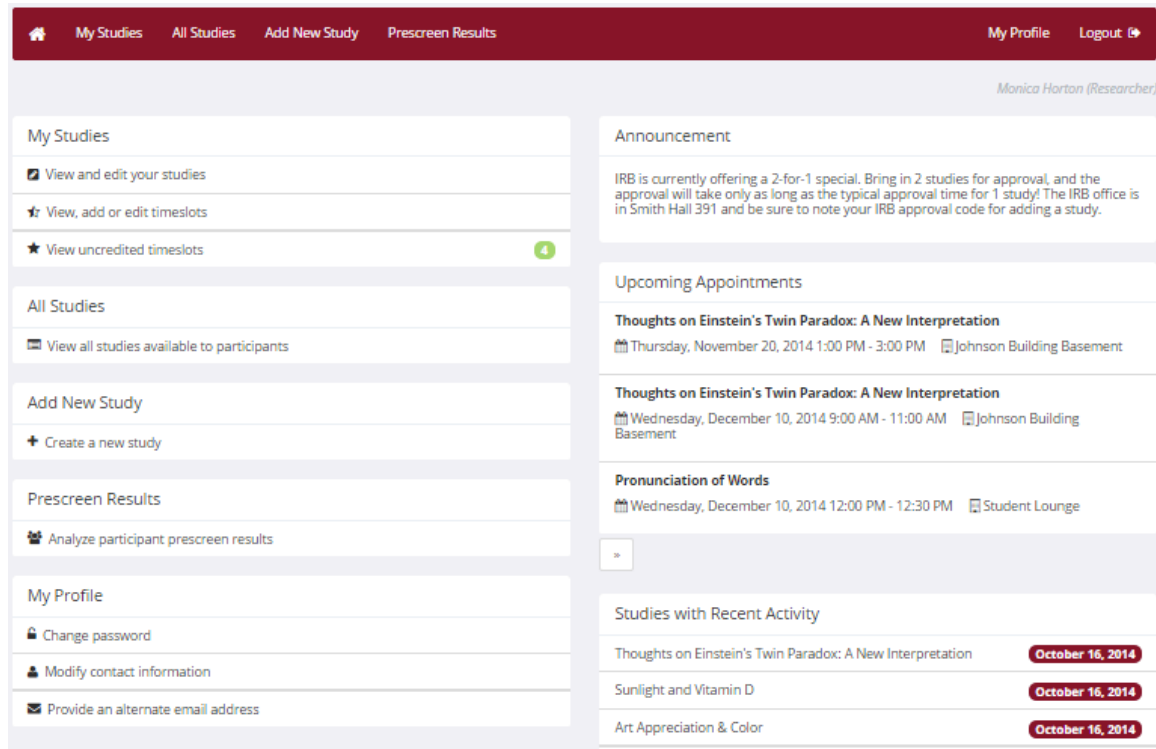 My Studies All Studies Add New Study Prescreen Results My Profile Logout
Monica Horton (Researcher)
My Studies
View and edit your studies
View, add or edit timeslots
View uncredited timeslots 4
All Studies
View all studies available to participants
Add New Study
Create a new study
Prescreen Results
Analyze participant prescreen results
My Profile
Change password
Modify contact information
Provide an alternate email address
Announcement
IRB is currently offering a 2-for-1 special. Bring in 2 studies for approval, and the
approval will take only as long as the typical approval time for 1 study! The IRB office is
in Smith Hall 391 and be sure to note your IRB approval code for adding a study.
Upcoming Appointments
Thoughts on Einstein's Twin Paradox: A New Interpretation
Thursday, November 20, 2014 1:00 PM - 3:00 PM Johnson Building Basement
Thoughts on Einstein's Twin Paradox: A New Interpretation
Wednesday, December 10, 2014 9:00 AM - 11:00 AM Johnson Building
Basement
Pronunciation of Words
Wednesday, December 10, 2014 12:00 PM - 12:30 PM Student Lounge
»
Studies with Recent Activity
Thoughts on Einstein's Twin Paradox: A New Interpretation October 16, 2014
Sunlight and Vitamin D October 16, 2014
Art Appreciation & Color October 16, 2014